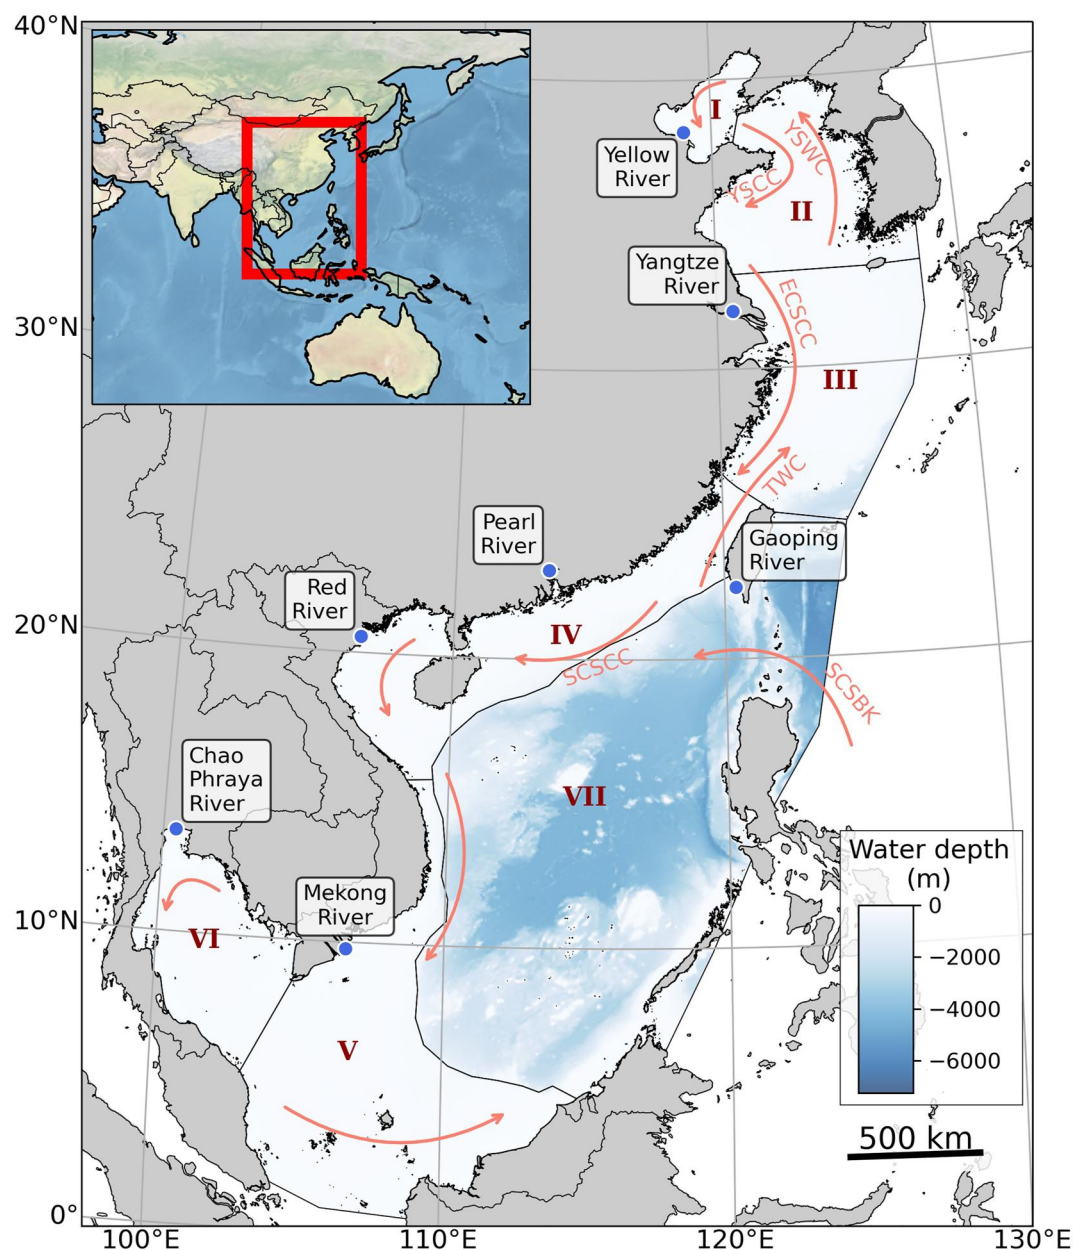 40°N
I
Yellow
River
YSWC
YSCC
II
Yangtze
River
ECSCC
30°N
III
TWC
Pearl
River
Gaoping
River
Red
River
20°N
IV
SCSCC
SCSBK
Chao
Phraya
River
VII
Water depth
(m)
0
−2000
−4000
−6000
Mekong
River
10°N
VI
V
500 km
0°
100°E
110°E
120°E
130°E